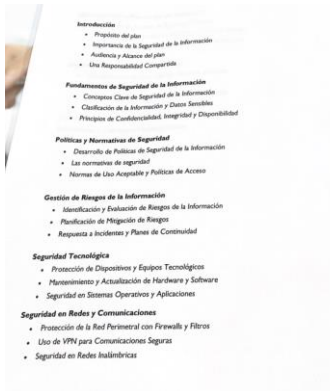 Introducción
• Propósito del plan
• Importancia de la Seguridad de la Información
• Audiencia y Alcance del plan
• Una Responsabilidad Compartida
Fundamentos de Seguridad de la Información
• Conceptos Clave de Seguridad de la Información
• Clasificación de la Información y Datos Sensibles
• Principios de Confidencialidad, Integridad y Disponibilidad
Políticas y Normativas de Seguridad
• Desarrollo de Políticas de Seguridad de la Información
• Las normativas de seguridad
• Normas de Uso Aceptable y Políticas de Acceso
Gestión de Riesgos de la Información
• Identificación y Evaluación de Riesgos de la Información
• Planificación de Mitigación de Riesgos
• Respuesta a Incidentes y Planes de Continuidad
Seguridad Tecnológica
• Protección de Dispositivos y Equipos Tecnológicos
• Mantenimiento y Actualización de Hardware y Software
• Seguridad en Sistemas Operativos y Aplicaciones
Seguridad en Redes y Comunicaciones
• Protección de la Red Perimetral con Firewalls y Filtros
• Uso de VPN para Comunicaciones Seguras
• Seguridad en Redes Inalámbricas